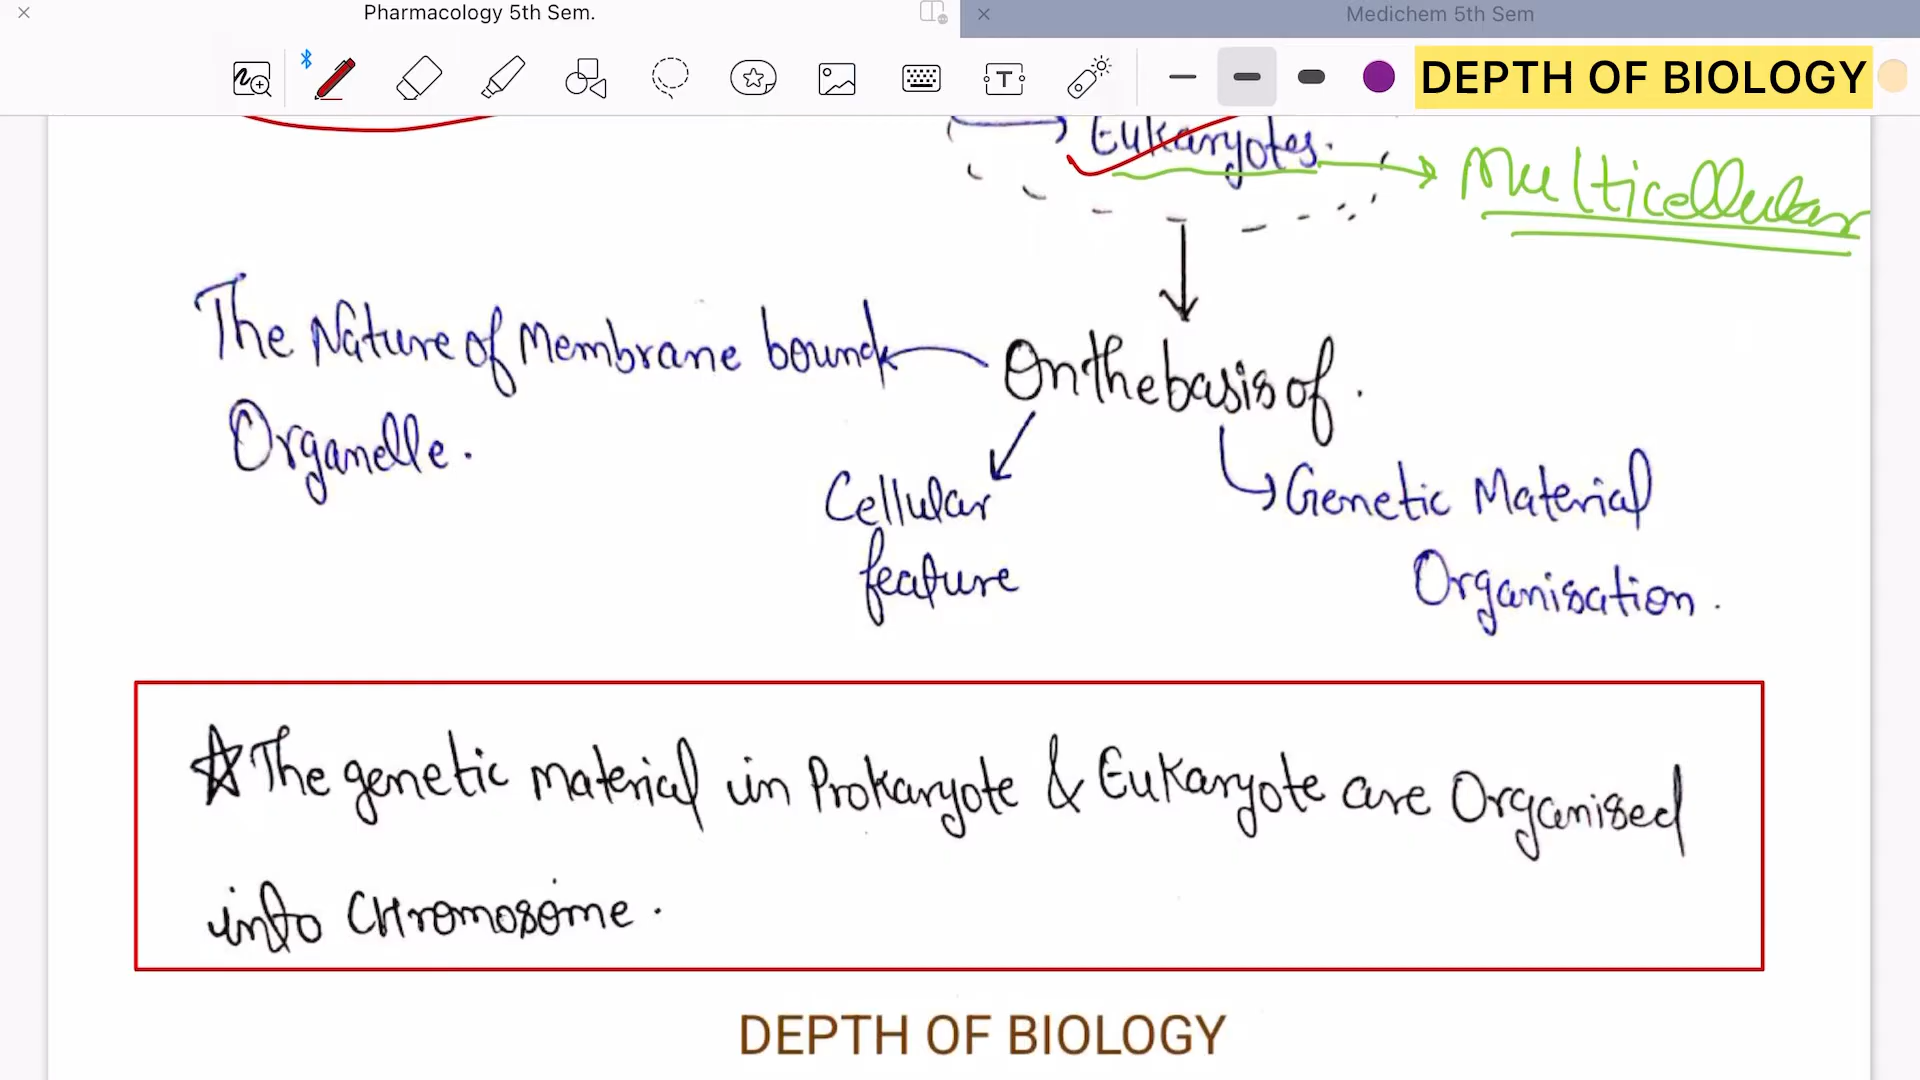 Pharmacology 5th Sem.
Medichem 5th Sem
DEPTH OF BIOLOGY
Eukaryotes.
Multicellular
The Nature of Membrane bound
Organelle.
On the basis of.
Cellular
feature
Genetic Material
Organisation.
The genetic material in Prokaryote & Eukaryote are Organised
into Chromosome.
DEPTH OF BIOLOGY